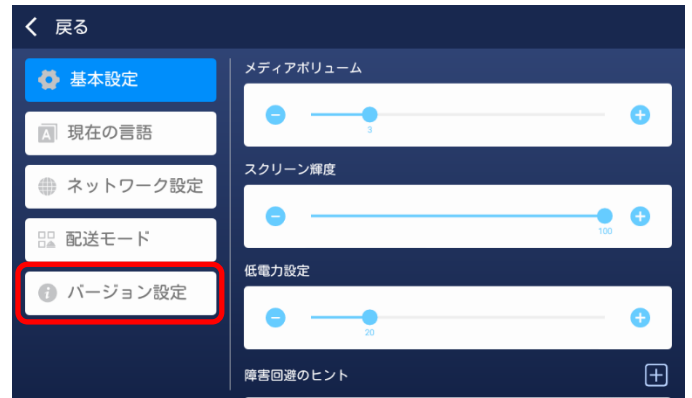 戻る
基本設定
現在の言語
ネットワーク設定
配送モード
バージョン設定
メディアボリューム
3
スクリーン輝度
100
低電力設定
20
障害回避のヒント